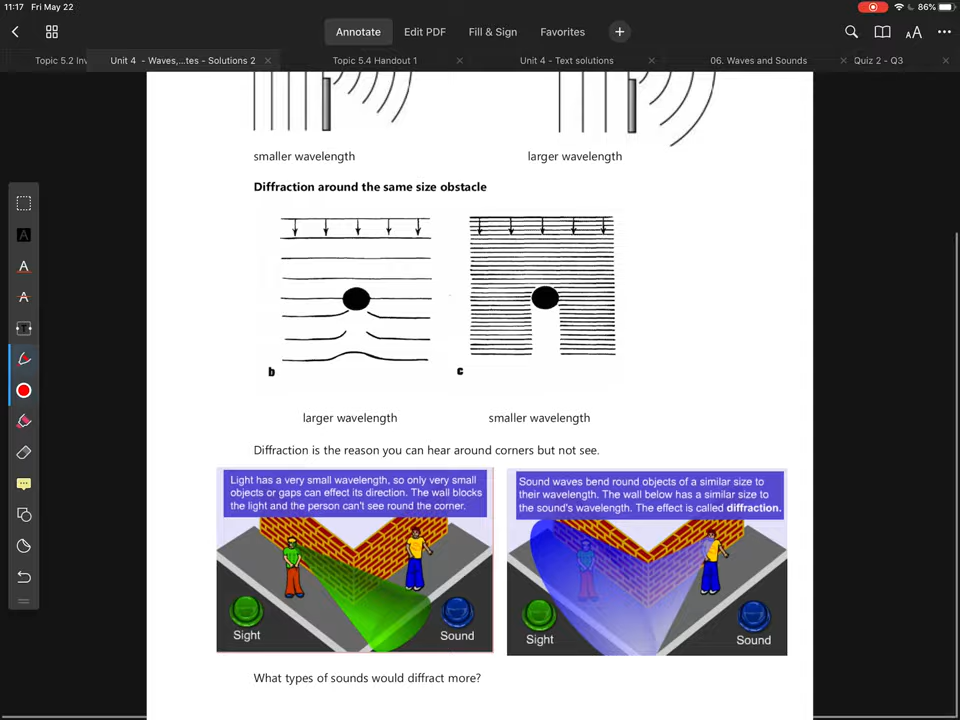 11:17 Fri May 22
86%
Annotate Edit PDF Fill & Sign Favorites
AA
Topic 5.2 Inv Unit 4 - Waves,...tes - Solutions 2 Topic 5.4 Handout 1 Unit 4 - Text solutions 06. Waves and Sounds Quiz 2 - Q3
smaller wavelength larger wavelength
Diffraction around the same size obstacle
b c
larger wavelength smaller wavelength
Diffraction is the reason you can hear around corners but not see.
Light has a very small wavelength, so only very small
objects or gaps can effect its direction. The wall blocks
the light and the person can't see round the corner.
Sight Sound
Sound waves bend round objects of a similar size to
their wavelength. The wall below has a similar size to
the sound's wavelength. The effect is called diffraction.
Sight Sound
What types of sounds would diffract more?